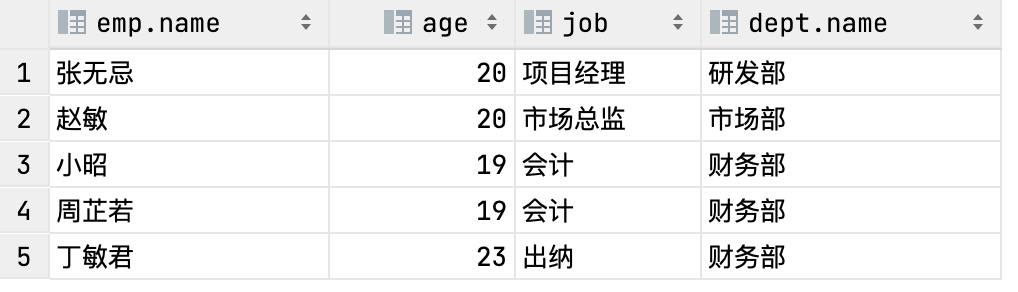 emp.name age job dept.name
1 张无忌 20 项目经理 研发部
2 赵敏 20 市场总监 市场部
3 小昭 19 会计 财务部
4 周芷若 19 会计 财务部
5 丁敏君 23 出纳 财务部